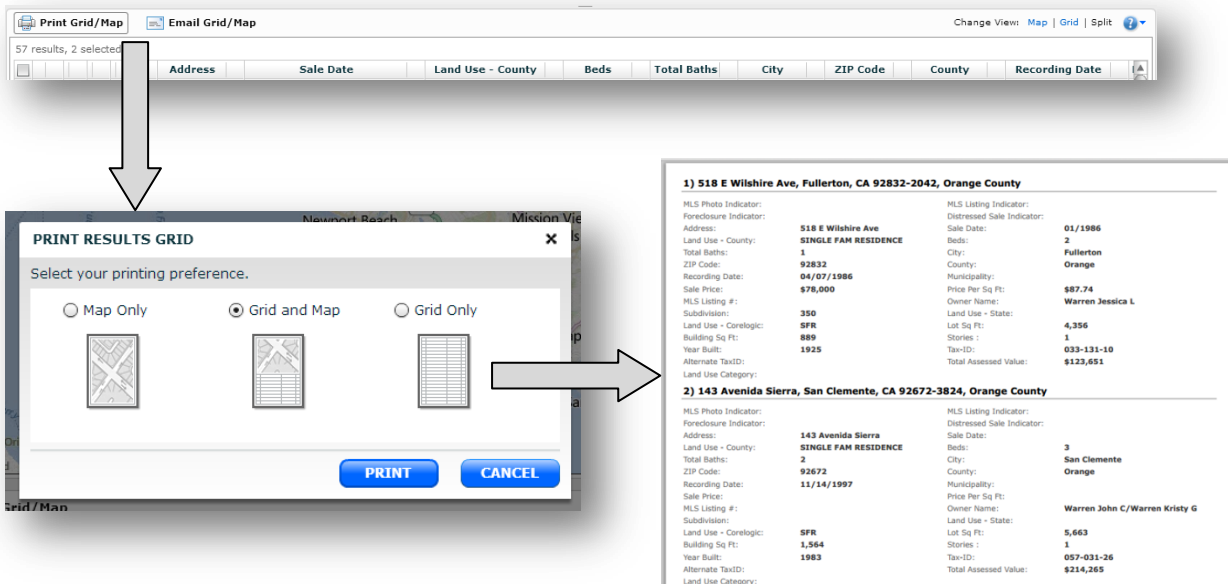 Print Grid/Map Email Grid/Map Change View: Map | Grid | Split ?
57 results, 2 selected
Address Sale Date Land Use - County Beds Total Baths City ZIP Code County Recording Date
Newport Beach Mission Vie
PRINT RESULTS GRID x
Select your printing preference.
Map Only Grid and Map Grid Only
PRINT CANCEL
Grid/Map
1) 518 E Wilshire Ave, Fullerton, CA 92832-2042, Orange County
MLS Photo Indicator: MLS Listing Indicator:
Foreclosure Indicator: Distressed Sale Indicator:
Address: 518 E Wilshire Ave Sale Date: 01/1986
Land Use - County: SINGLE FAM RESIDENCE Beds: 2
Total Baths: 1 City: Fullerton
ZIP Code: 92832 County: Orange
Recording Date: 04/07/1986 Municipality:
Sale Price: $78,000 Price Per Sq Ft: $87.74
MLS Listing #: Owner Name: Warren Jessica L
Subdivision: 350 Land Use - State:
Land Use - Corelogic: SFR Lot Sq Ft: 4,356
Building Sq Ft: 889 Stories : 1
Year Built: 1925 Tax-ID: 033-131-10
Alternate TaxID: Total Assessed Value: $123,651
Land Use Category:
2) 143 Avenida Sierra, San Clemente, CA 92672-3824, Orange County
MLS Photo Indicator: MLS Listing Indicator:
Foreclosure Indicator: Distressed Sale Indicator:
Address: 143 Avenida Sierra Sale Date:
Land Use - County: SINGLE FAM RESIDENCE Beds: 3
Total Baths: 2 City: San Clemente
ZIP Code: 92672 County: Orange
Recording Date: 11/14/1997 Municipality:
Sale Price: Price Per Sq Ft:
MLS Listing #: Owner Name: Warren John C/Warren Kristy G
Subdivision: Land Use - State:
Land Use - Corelogic: SFR Lot Sq Ft: 5,663
Building Sq Ft: 1,564 Stories : 1
Year Built: 1983 Tax-ID: 057-031-26
Alternate TaxID: Total Assessed Value: $214,265
Land Use Category: